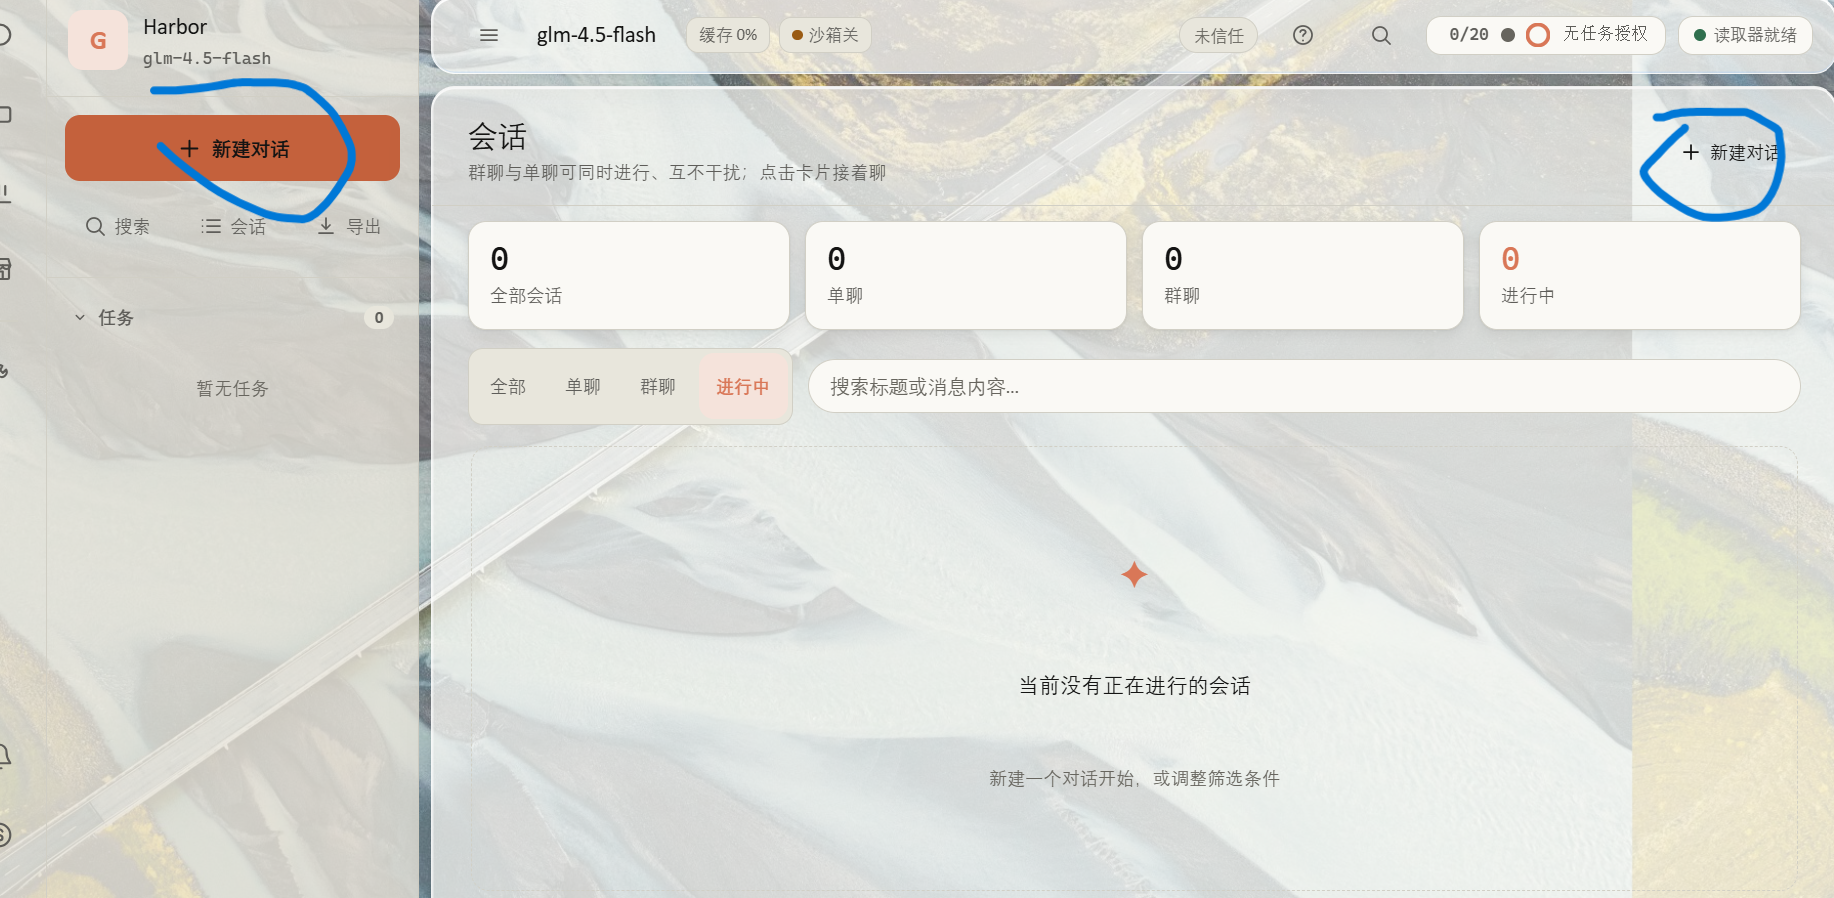 G
Harbor
glm-4.5-flash
+ 新建对话
搜索
会话
导出
任务
0
暂无任务
glm-4.5-flash
缓存 0%
沙箱关
未信任
0/20
无任务授权
读取器就绪
会话
群聊与单聊可同时进行、互不干扰；点击卡片接着聊
+ 新建对话
0
全部会话
0
单聊
0
群聊
0
进行中
全部
单聊
群聊
进行中
搜索标题或消息内容...
当前没有正在进行的会话
新建一个对话开始，或调整筛选条件